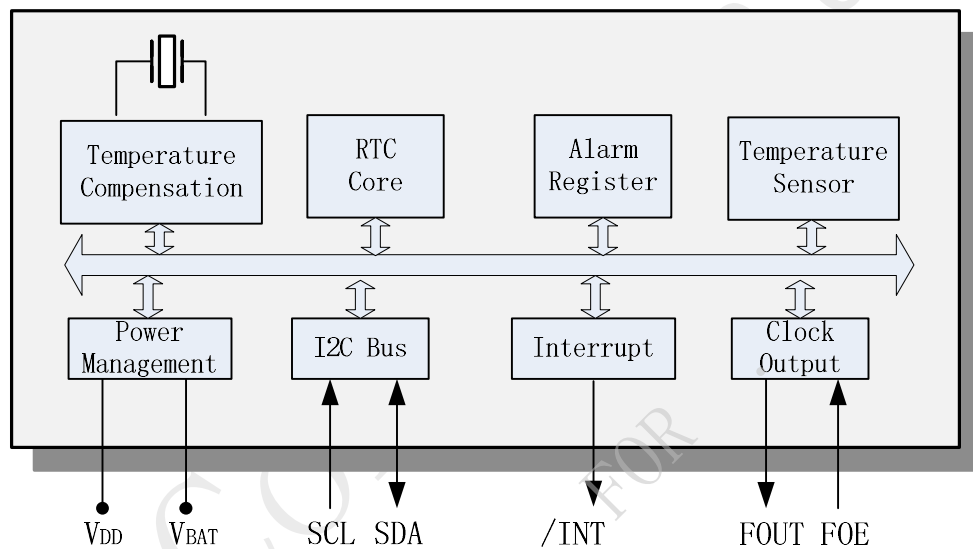 Temperature
Compensation
RTC
Core
Alarm
Register
Temperature
Sensor
Power
Management
I2C Bus
Interrupt
Clock
Output
VDD VBAT SCL SDA /INT FOUT FOE
FOR